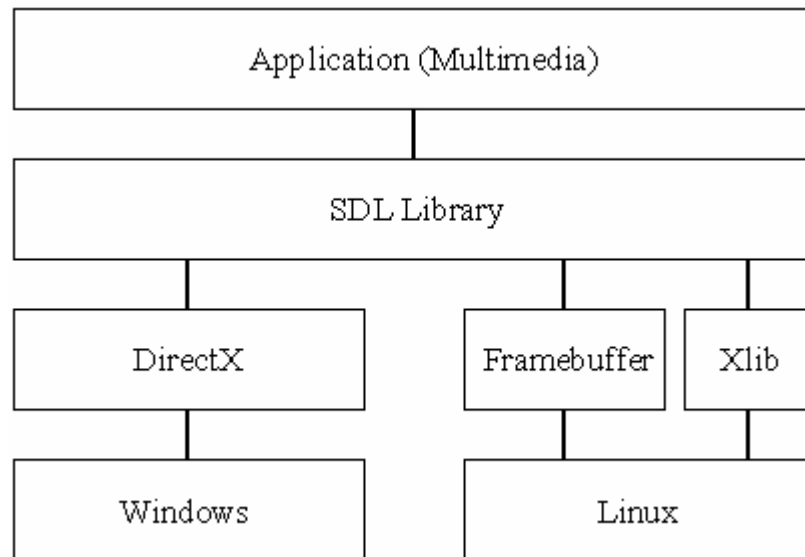 Application (Multimedia)
SDL Library
DirectX
Framebuffer
Xlib
Windows
Linux